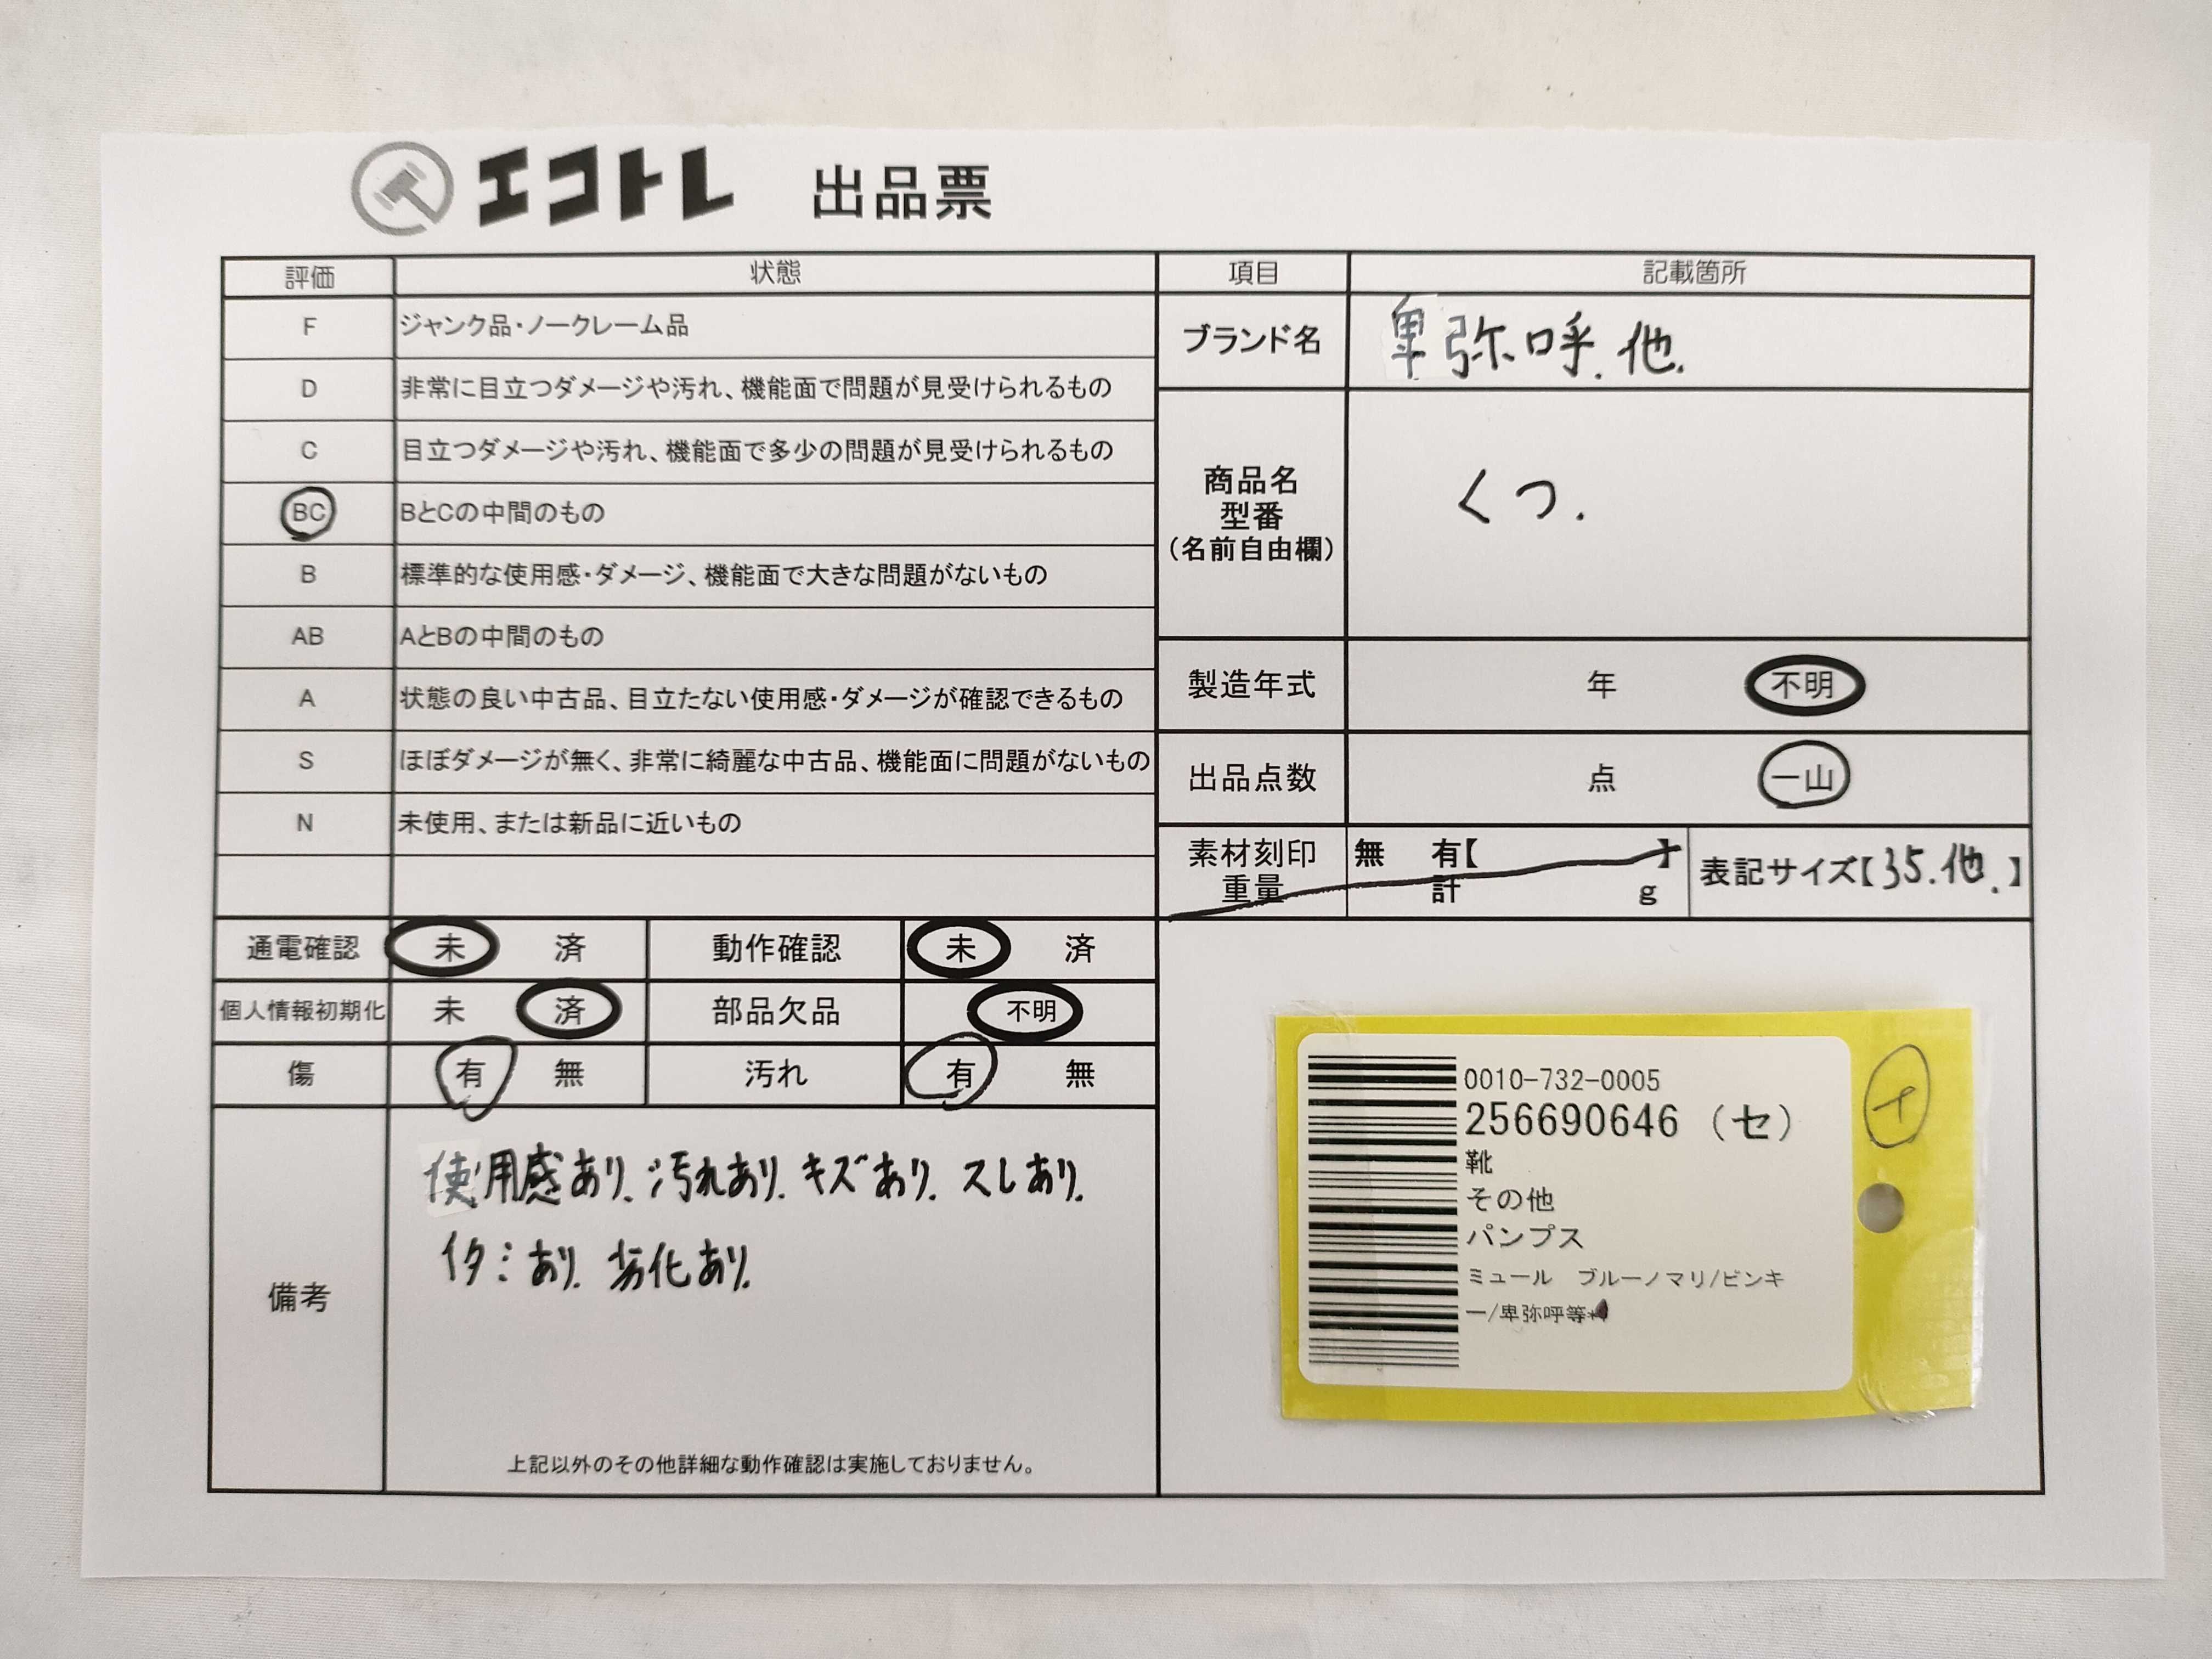 エコトレ 出品票
評価 状態
F ジャンク品・ノークレーム品
D 非常に目立つダメージや汚れ、機能面で問題が見受けられるもの
C 目立つダメージや汚れ、機能面で多少の問題が見受けられるもの
BC BとCの中間のもの
B 標準的な使用感・ダメージ、機能面で大きな問題がないもの
AB AとBの中間のもの
A 状態の良い中古品、目立たない使用感・ダメージが確認できるもの
S ほぼダメージが無く、非常に綺麗な中古品、機能面に問題がないもの
N 未使用、または新品に近いもの
項目 記載箇所
ブランド名 卑弥呼.他.
商品名
型番
(名前自由欄)
くつ.
製造年式 年 不明
出品点数 点 一山
素材刻印 無 有【 】
重量 計 g
表記サイズ【35.他.】
通電確認 未 済 動作確認 未 済
個人情報初期化 未 済 部品欠品 不明
傷 有 無 汚れ 有 無
備考
使用感あり.汚れあり.キズあり.スレあり.
イタミあり.劣化あり.
上記以外のその他詳細な動作確認は実施しておりません。
0010-732-0005
256690646 (セ)
靴
その他
パンプス
ミュール ブルーノマリ/ピンキ
ー/卑弥呼等*
イ